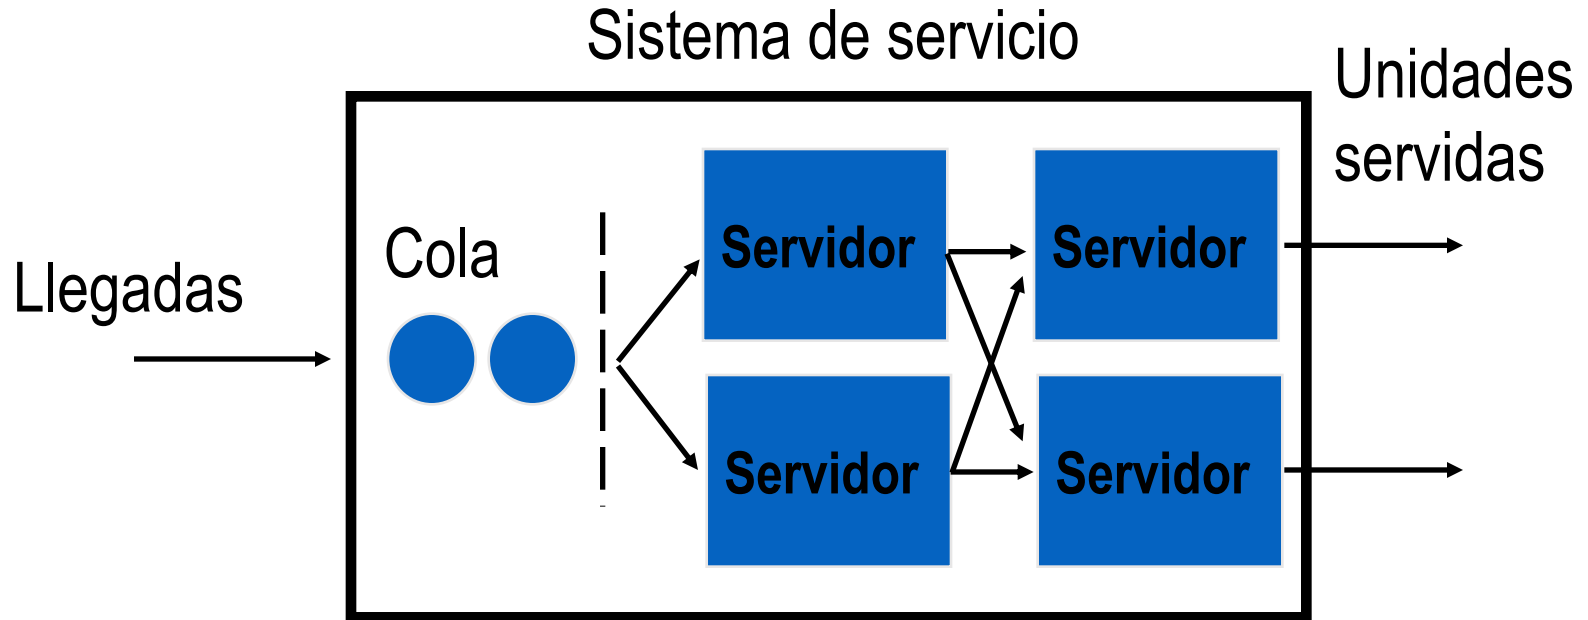 Sistema de servicio
Unidades
servidas
Llegadas
Cola
Servidor
Servidor
Servidor
Servidor